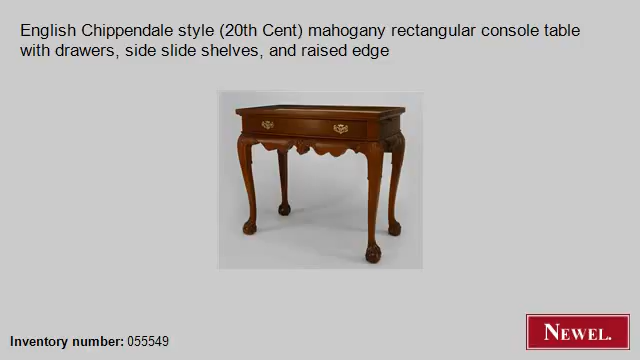 English Chippendale style (20th Cent) mahogany rectangular console table
with drawers, side slide shelves, and raised edge
Inventory number: 055549
NEWEL.